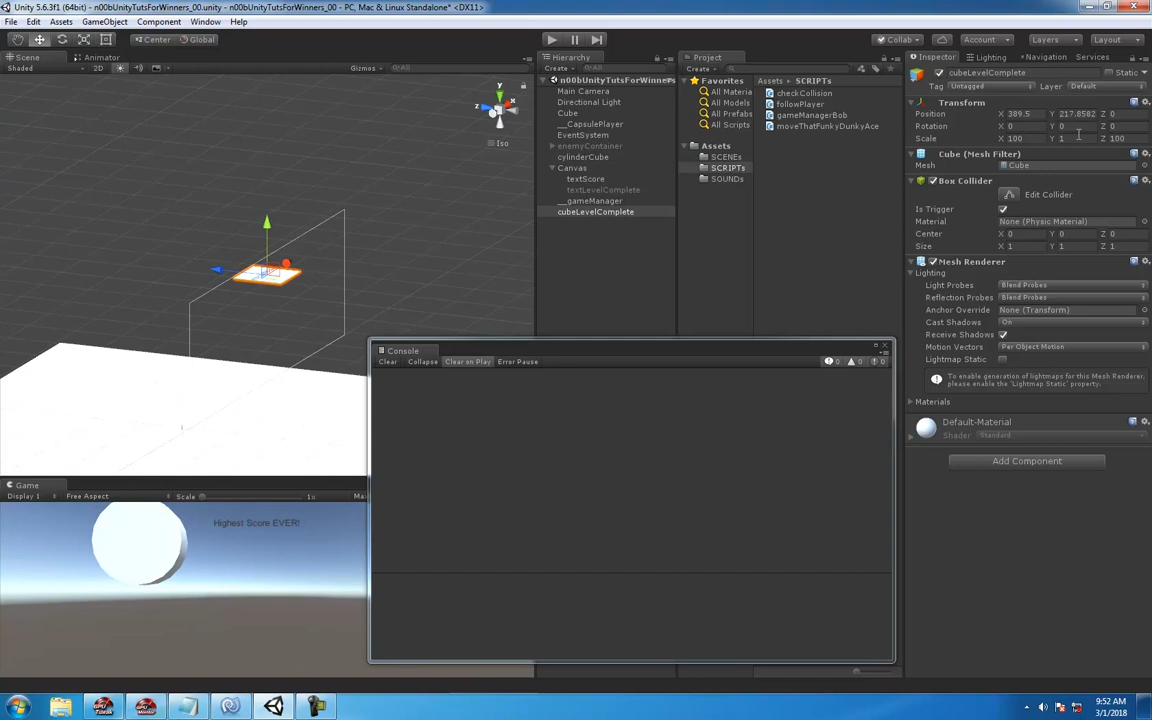 Unity 5.6.3f1 (64bit) - n00bUnityTutsForWinners_00.unity - n00bUnityTutsForWinners_00 - PC, Mac & Linux Standalone* <DX11>
File Edit Assets GameObject Component Window Help
Center Global Collab Account Layers Layout
Scene Animator
Shaded 2D Gizmos All
y
x
z
Iso
Hierarchy
Create All
n00bUnityTutsForWinners
Main Camera
Directional Light
Cube
__CapsulePlayer
EventSystem
enemyContainer
cylinderCube
Canvas
textScore
textLevelComplete
__gameManager
cubeLevelComplete
Project
Create
Favorites
All Materia
All Models
All Prefabs
All Scripts
Assets
SCENEs
SCRIPTs
SOUNDs
Assets SCRIPTs
checkCollision
followPlayer
gameManagerBob
moveThatFunkyDunkyAce
Inspector Lighting Navigation Services
cubeLevelComplete Static
Tag Untagged Layer Default
Transform
Position X 389.5 Y 217.8582 Z 0
Rotation X 0 Y 0 Z 0
Scale X 100 Y 1 Z 100
Cube (Mesh Filter)
Mesh Cube
Box Collider
Edit Collider
Is Trigger
Material None (Physic Material)
Center X 0 Y 0 Z 0
Size X 1 Y 1 Z 1
Mesh Renderer
Lighting
Light Probes Blend Probes
Reflection Probes Blend Probes
Anchor Override None (Transform)
Cast Shadows On
Receive Shadows
Motion Vectors Per Object Motion
Lightmap Static
To enable generation of lightmaps for this Mesh Renderer,
please enable the 'Lightmap Static' property.
Materials
Default-Material
Shader Standard
Add Component
Console
Clear Collapse Clear on Play Error Pause 0 0 0
Game
Display 1 Free Aspect Scale 1x Max
Highest Score EVER!
9:52 AM
3/1/2018